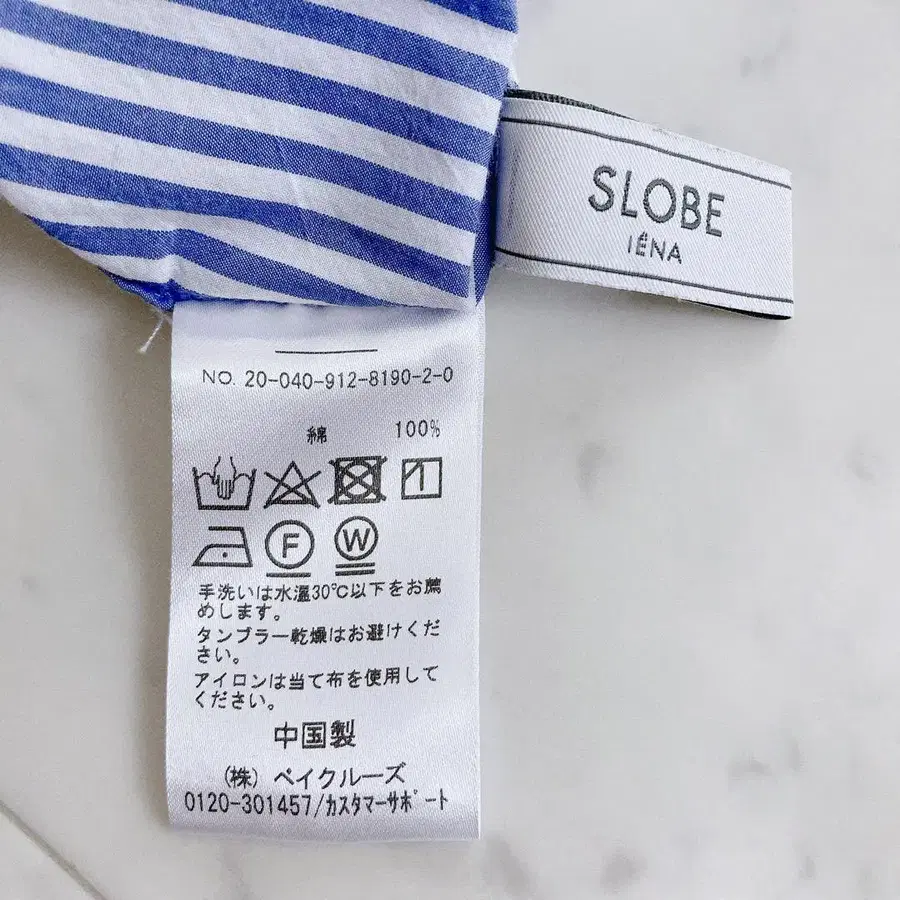 SLOBE
IÉNA
NO. 20-040-912-8190-2-0
綿 100%
F
W
手洗いは水温30℃以下をお薦
めします。
タンブラー乾燥はお避けくだ
さい。
アイロンは当て布を使用して
ください。
中国製
(株) ベイクルーズ
0120-301457/カスタマーサポート